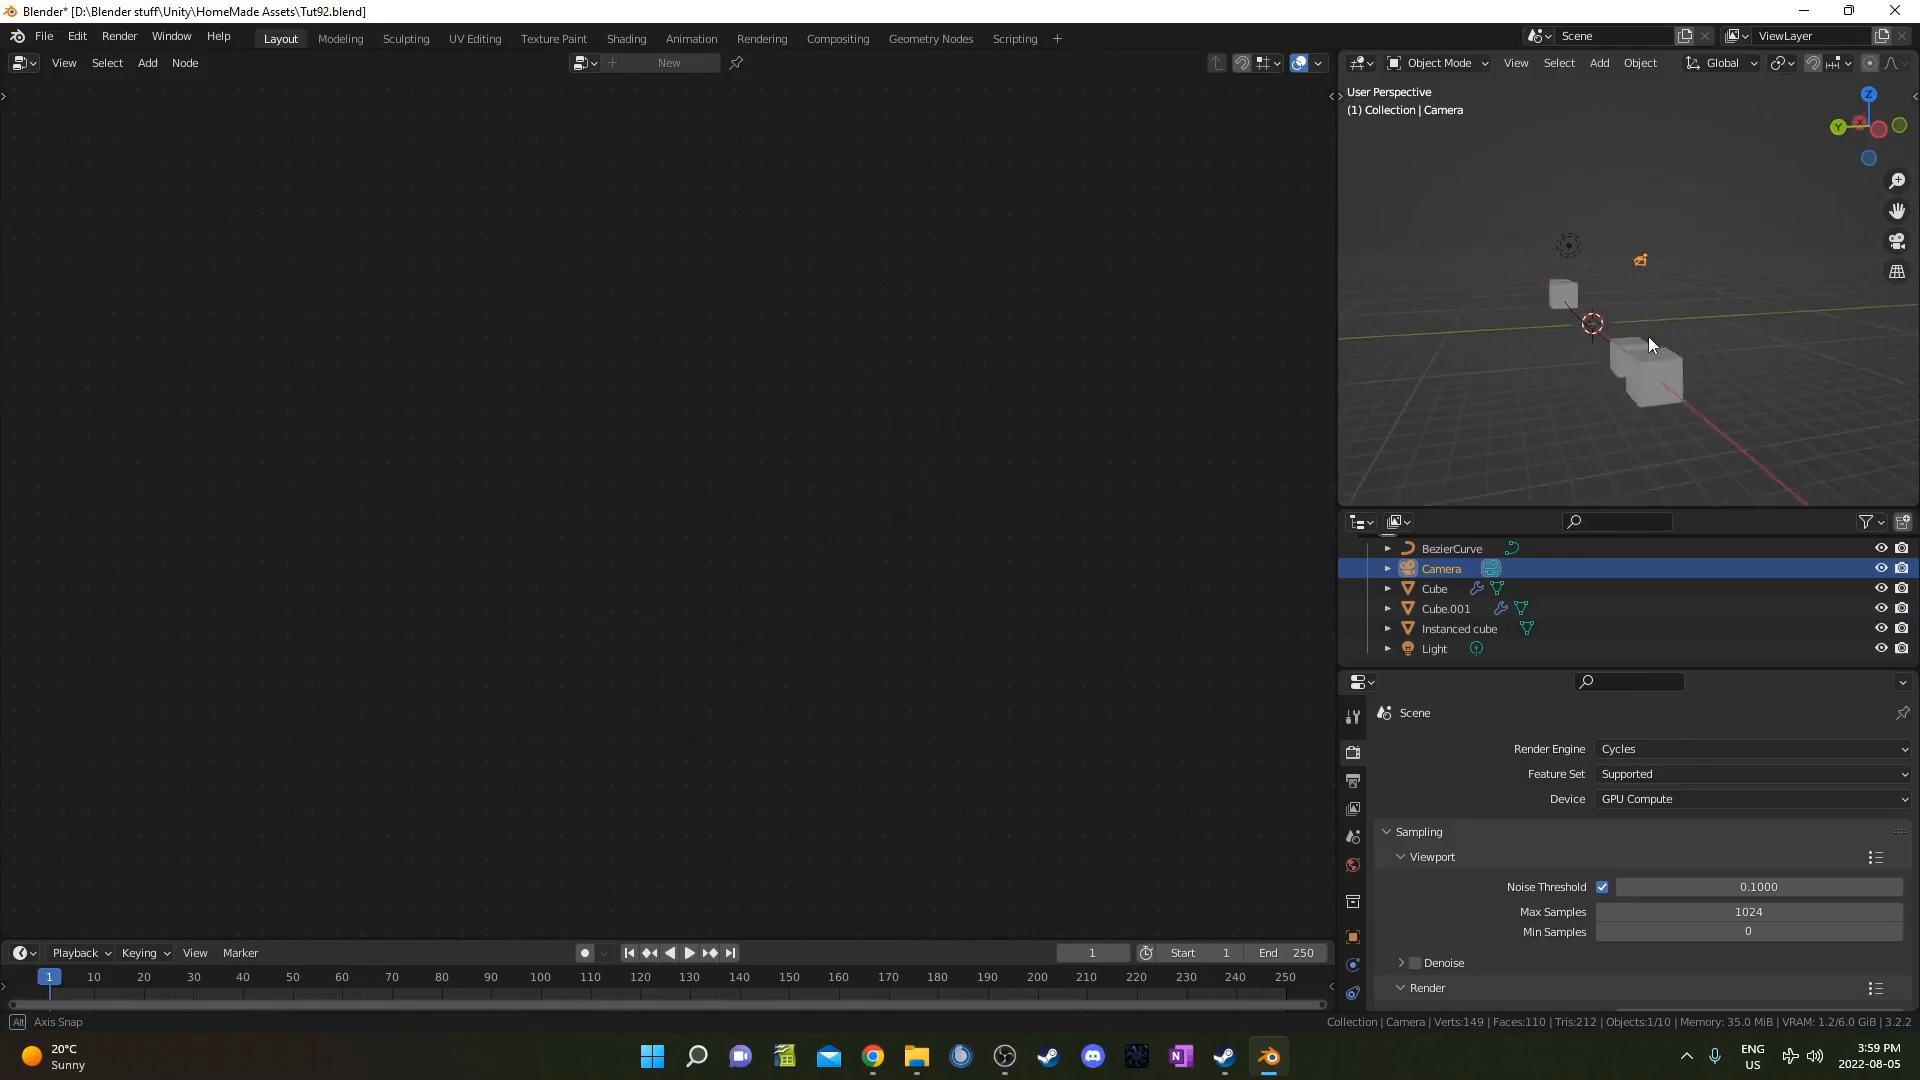 Blender* [D:\Blender stuff\Unity\HomeMade Assets\Tut92.blend]
File Edit Render Window Help Layout Modeling Sculpting UV Editing Texture Paint Shading Animation Rendering Compositing Geometry Nodes Scripting + Scene ViewLayer
View Select Add Node New Object Mode View Select Add Object Global
User Perspective
(1) Collection | Camera
Z
Y
X
BezierCurve
Camera
Cube
Cube.001
Instanced cube
Light
Scene
Render Engine Cycles
Feature Set Supported
Device GPU Compute
Sampling
Viewport
Noise Threshold 0.1000
Max Samples 1024
Min Samples 0
Denoise
Render
Playback Keying View Marker 1 Start 1 End 250
1 10 20 30 40 50 60 70 80 90 100 110 120 130 140 150 160 170 180 190 200 210 220 230 240 250
Alt Axis Snap
Collection | Camera | Verts:149 | Faces:110 | Tris:212 | Objects:1/10 | Memory: 35.0 MiB | VRAM: 1.2/6.0 GiB | 3.2.2
20°C
Sunny
ENG
US
3:59 PM
2022-08-05